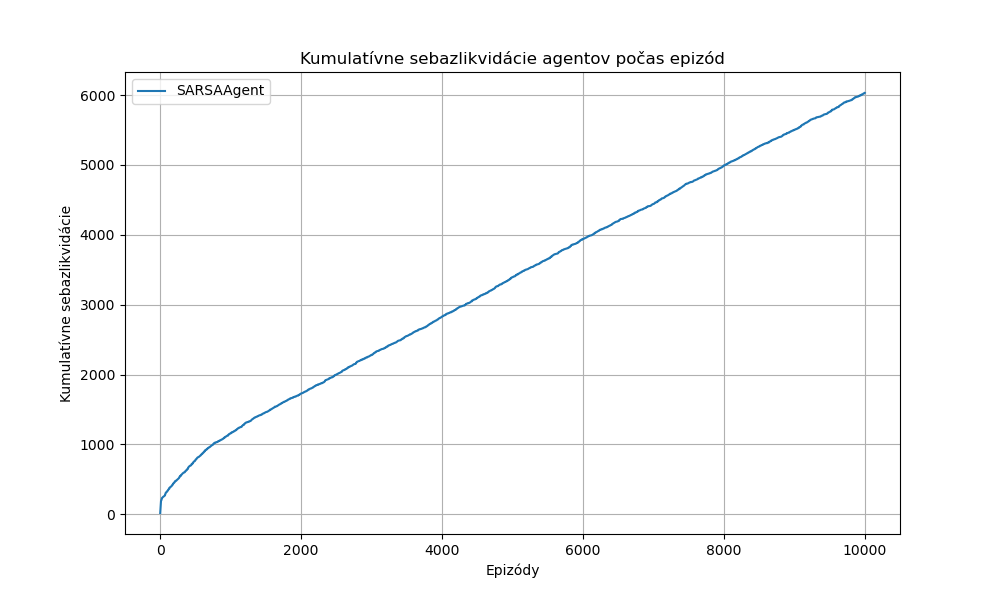 Kumulatívne sebazlikvidácie agentov počas epizód
SARSAAgent
Kumulatívne sebazlikvidácie
6000
5000
4000
3000
2000
1000
0
0 2000 4000 6000 8000 10000
Epizódy